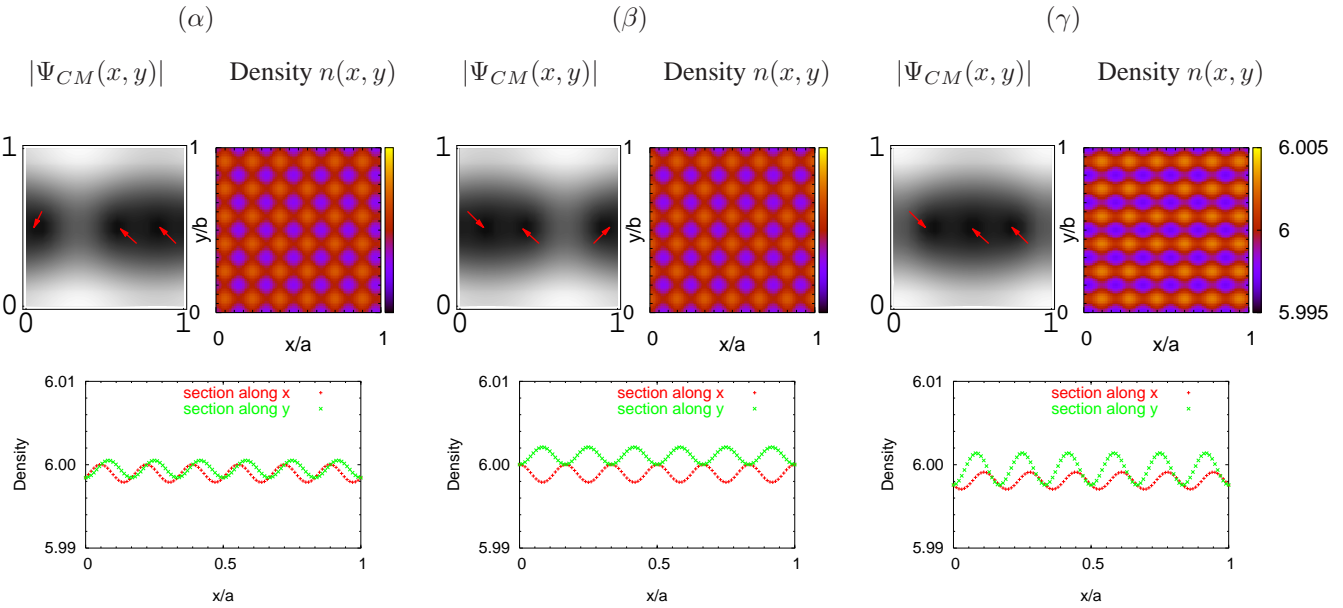 (α) (β) (γ)
|Ψ_{CM}(x, y)| Density n(x, y) |Ψ_{CM}(x, y)| Density n(x, y) |Ψ_{CM}(x, y)| Density n(x, y)
1 1 1 1 1 1 6.005
y/b y/b y/b 6
0 0 0 0 0 0 5.995
0 1 0 1 0 1 0 1 0 1 0 1
x/a x/a x/a
6.01 6.01 6.01
section along x section along x section along x
section along y section along y section along y
Density 6.00 Density 6.00 Density 6.00
5.99 5.99 5.99
0 0.5 1 0 0.5 1 0 0.5 1
x/a x/a x/a